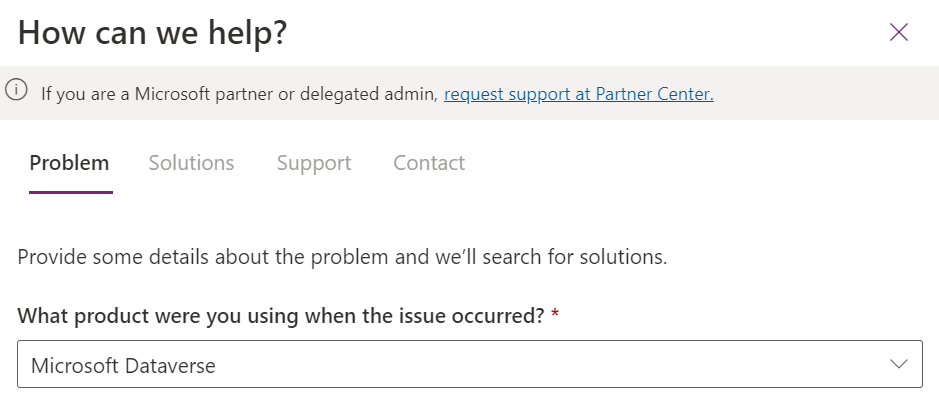 How can we help?
If you are a Microsoft partner or delegated admin, request support at Partner Center.
Problem Solutions Support Contact
Provide some details about the problem and we'll search for solutions.
What product were you using when the issue occurred? *
Microsoft Dataverse